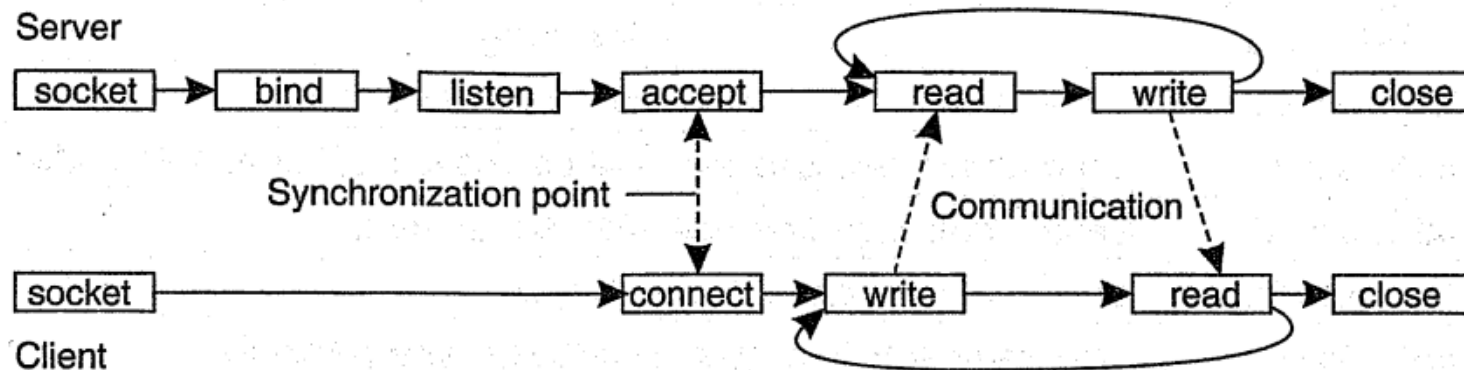 Server
socket bind listen accept read write close
Synchronization point
Communication
socket connect write read close
Client